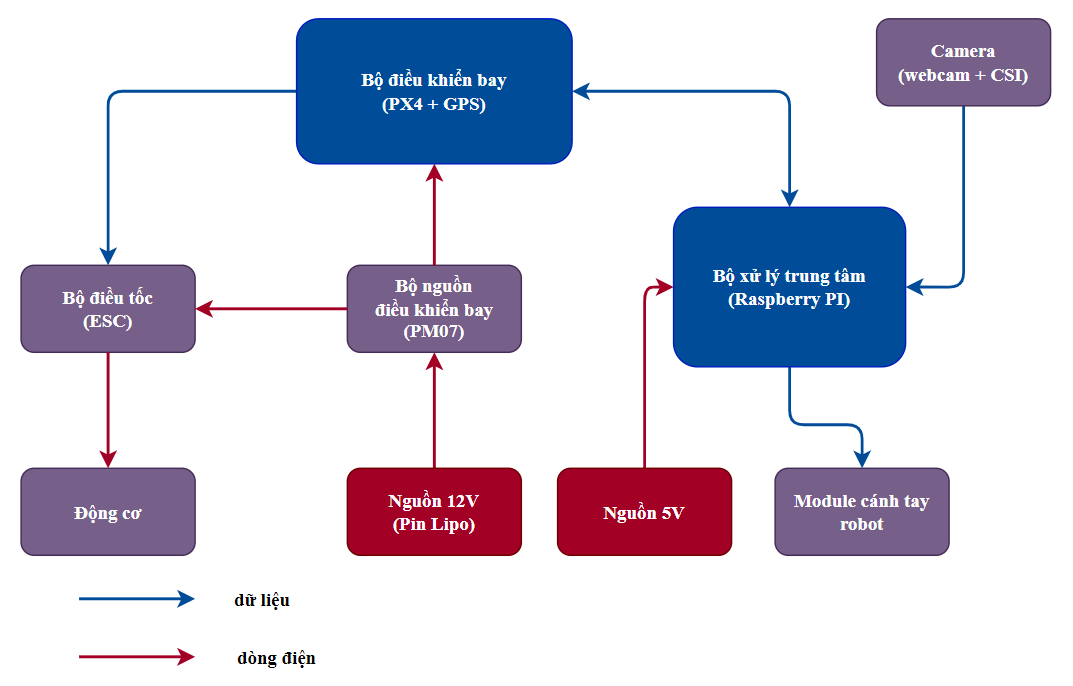 Bộ điều khiển bay
(PX4 + GPS)
Camera
(webcam + CSI)
Bộ điều tốc
(ESC)
Bộ nguồn
điều khiển bay
(PM07)
Bộ xử lý trung tâm
(Raspberry PI)
Động cơ
Nguồn 12V
(Pin Lipo)
Nguồn 5V
Module cánh tay
robot
dữ liệu
dòng điện